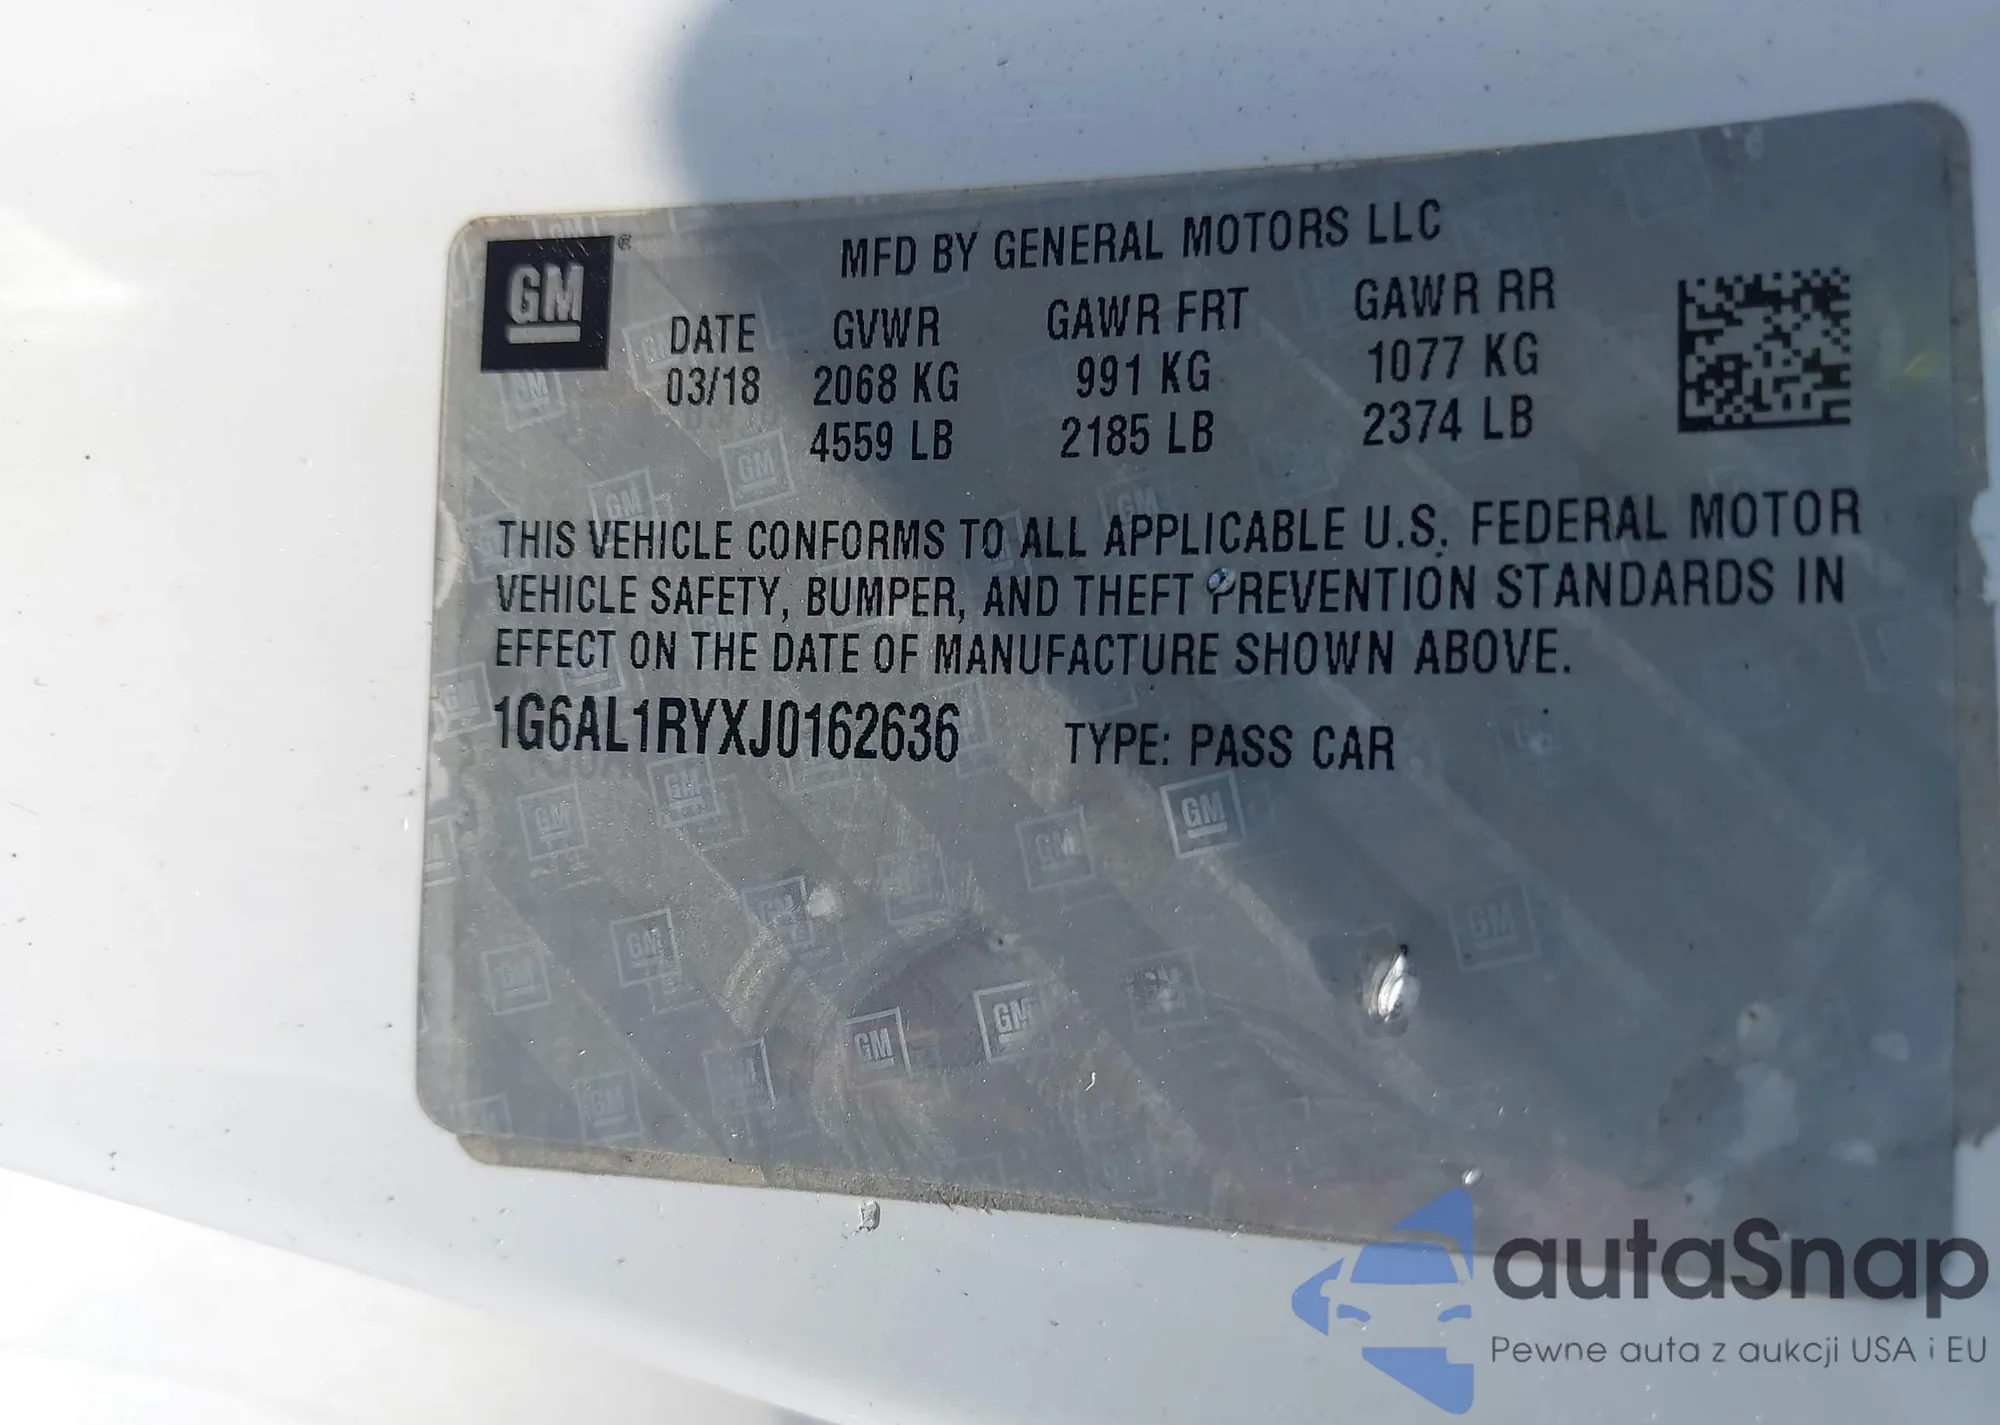 GM
MFD BY GENERAL MOTORS LLC
DATE GVWR GAWR FRT GAWR RR
03/18 2068 KG 991 KG 1077 KG
4559 LB 2185 LB 2374 LB
THIS VEHICLE CONFORMS TO ALL APPLICABLE U.S. FEDERAL MOTOR
VEHICLE SAFETY, BUMPER, AND THEFT PREVENTION STANDARDS IN
EFFECT ON THE DATE OF MANUFACTURE SHOWN ABOVE.
1G6AL1RYXJ0162636 TYPE: PASS CAR
autaSnap
Pewne auta z aukcji USA i EU